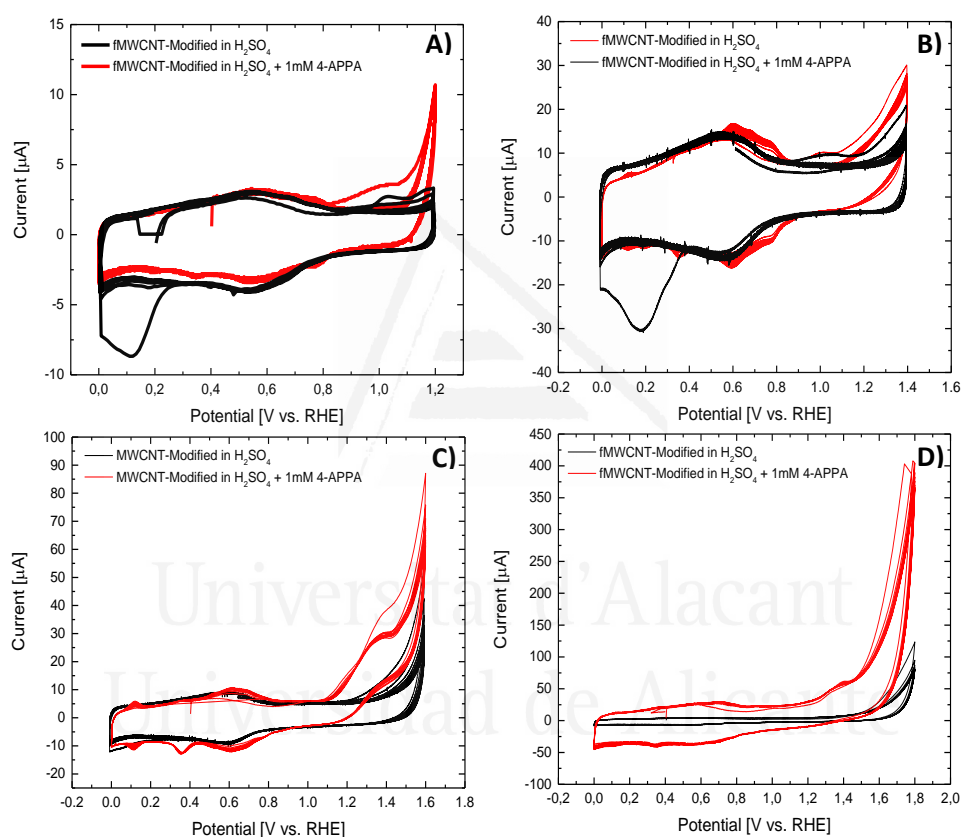 A)
fMWCNT-Modified in H₂SO₄
fMWCNT-Modified in H₂SO₄ + 1mM 4-APPA
15
10
5
0
-5
-10
Current [µA]
0,0 0,2 0,4 0,6 0,8 1,0 1,2
Potential [V vs. RHE]
B)
fMWCNT-Modified in H₂SO₄
fMWCNT-Modified in H₂SO₄ + 1mM 4-APPA
40
30
20
10
0
-10
-20
-30
-40
Current [µA]
-0.2 0.0 0.2 0.4 0.6 0.8 1.0 1.2 1.4 1.6
Potential [V vs. RHE]
C)
MWCNT-Modified in H₂SO₄
MWCNT-Modified in H₂SO₄ + 1mM 4-APPA
100
90
80
70
60
50
40
30
20
10
0
-10
-20
Current [µA]
-0,2 0,0 0,2 0,4 0,6 0,8 1,0 1,2 1,4 1,6 1,8
Potential [V vs. RHE]
D)
fMWCNT-Modified in H₂SO₄
fMWCNT-Modified in H₂SO₄ + 1mM 4-APPA
450
400
350
300
250
200
150
100
50
0
-50
-100
Current [µA]
-0,2 0,0 0,2 0,4 0,6 0,8 1,0 1,2 1,4 1,6 1,8 2,0
Potential [V vs. RHE]
Universitat d'Alacant
Universidad de Alicante